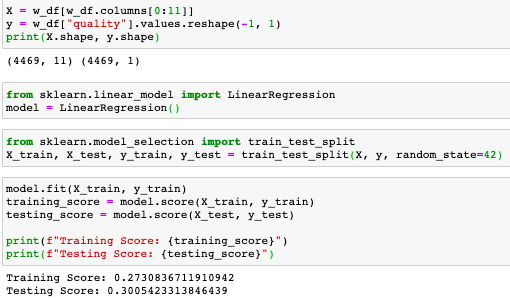 X = w_df[w_df.columns[0:11]]
y = w_df["quality"].values.reshape(-1, 1)
print(X.shape, y.shape)
(4469, 11) (4469, 1)
from sklearn.linear_model import LinearRegression
model = LinearRegression()
from sklearn.model_selection import train_test_split
X_train, X_test, y_train, y_test = train_test_split(X, y, random_state=42)
model.fit(X_train, y_train)
training_score = model.score(X_train, y_train)
testing_score = model.score(X_test, y_test)
print(f"Training Score: {training_score}")
print(f"Testing Score: {testing_score}")
Training Score: 0.2730836711910942
Testing Score: 0.3005423313846439